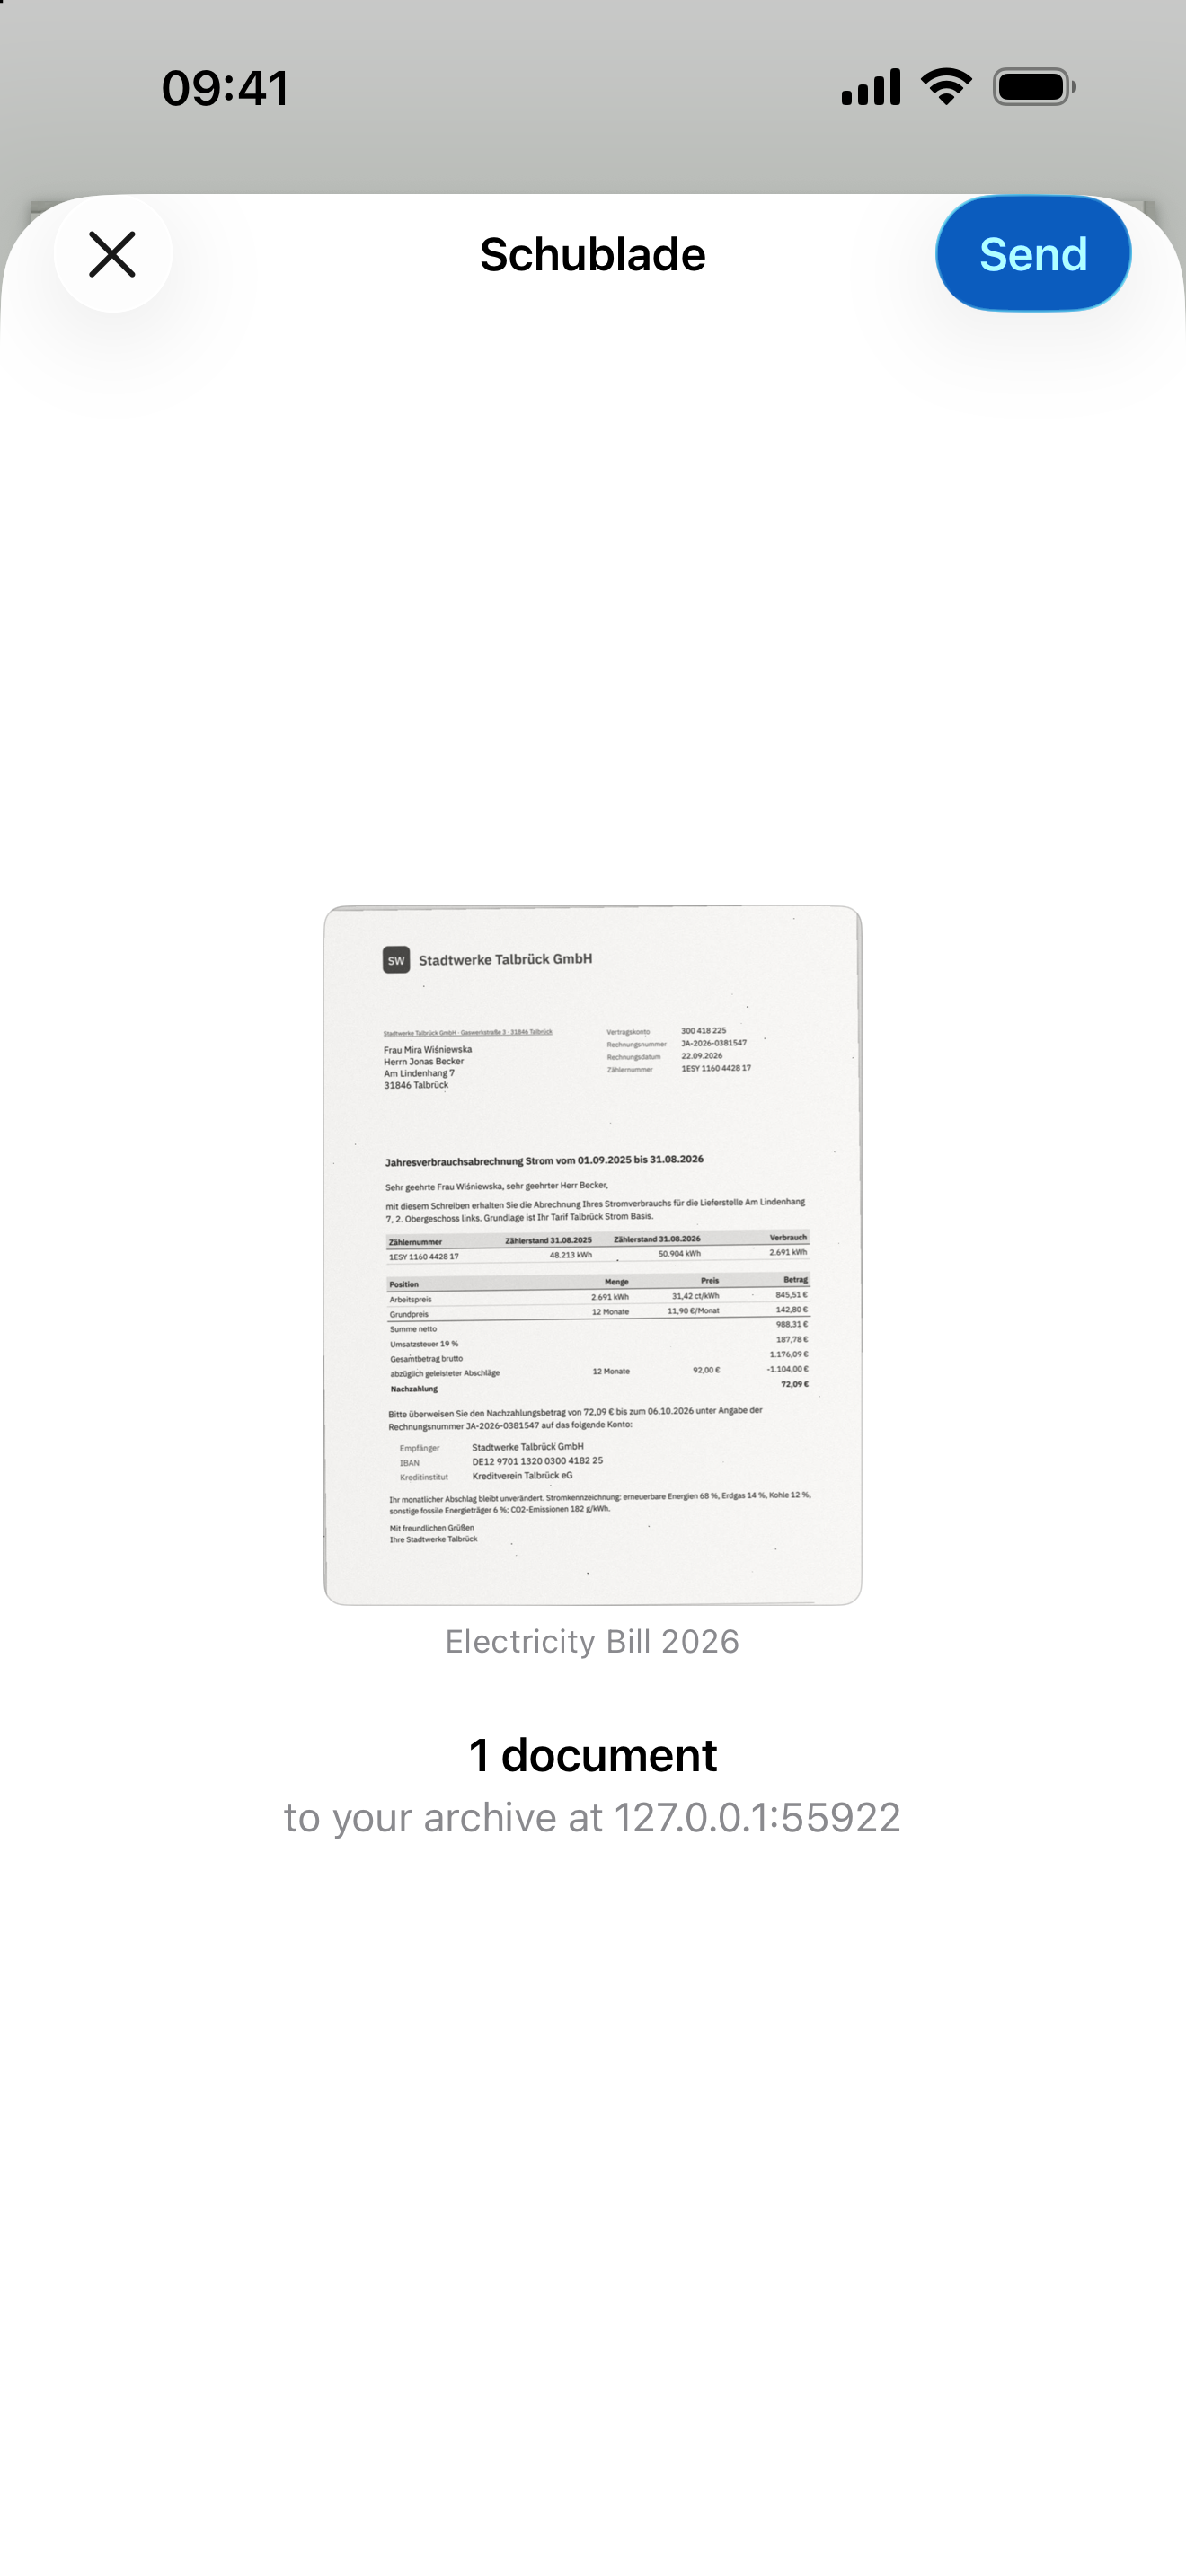 09:41
Schublade
Send
SW Stadtwerke Talbrück GmbH
Stadtwerke Talbrück GmbH · Gaswerkstraße 3 · 31846 Talbrück
Frau Mira Wiśniewska
Herrn Jonas Becker
Am Lindenhang 7
31846 Talbrück
Vertragskonto 300 418 225
Rechnungsnummer JA-2026-0381547
Rechnungsdatum 22.09.2026
Zählernummer 1ESY 1160 4428 17
Jahresverbrauchsabrechnung Strom vom 01.09.2025 bis 31.08.2026
Sehr geehrte Frau Wiśniewska, sehr geehrter Herr Becker,
mit diesem Schreiben erhalten Sie die Abrechnung Ihres Stromverbrauchs für die Lieferstelle Am Lindenhang
7, 2. Obergeschoss links. Grundlage ist Ihr Tarif Talbrück Strom Basis.
Zählernummer Zählerstand 31.08.2025 Zählerstand 31.08.2026 Verbrauch
1ESY 1160 4428 17 48.213 kWh 50.904 kWh 2.691 kWh
Position Menge Preis Betrag
Arbeitspreis 2.691 kWh 31,42 ct/kWh 845,51 €
Grundpreis 12 Monate 11,90 €/Monat 142,80 €
Summe netto 988,31 €
Umsatzsteuer 19 % 187,78 €
Gesamtbetrag brutto 1.176,09 €
abzüglich geleisteter Abschläge 12 Monate 92,00 € -1.104,00 €
Nachzahlung 72,09 €
Bitte überweisen Sie den Nachzahlungsbetrag von 72,09 € bis zum 06.10.2026 unter Angabe der
Rechnungsnummer JA-2026-0381547 auf das folgende Konto:
Empfänger Stadtwerke Talbrück GmbH
IBAN DE12 9701 1320 0300 4182 25
Kreditinstitut Kreditverein Talbrück eG
Ihr monatlicher Abschlag bleibt unverändert. Stromkennzeichnung: erneuerbare Energien 68 %, Erdgas 14 %, Kohle 12 %,
sonstige fossile Energieträger 6 %; CO2-Emissionen 182 g/kWh.
Mit freundlichen Grüßen
Ihre Stadtwerke Talbrück
Electricity Bill 2026
1 document
to your archive at 127.0.0.1:55922